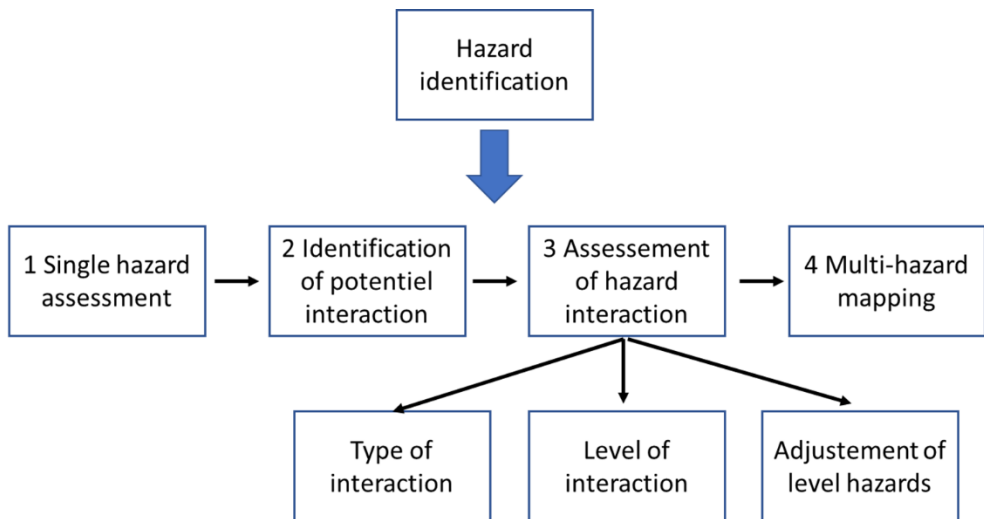 Hazard
identification
1 Single hazard
assessment
2 Identification
of potentiel
interaction
3 Assessement
of hazard
interaction
4 Multi-hazard
mapping
Type of
interaction
Level of
interaction
Adjustement of
level hazards